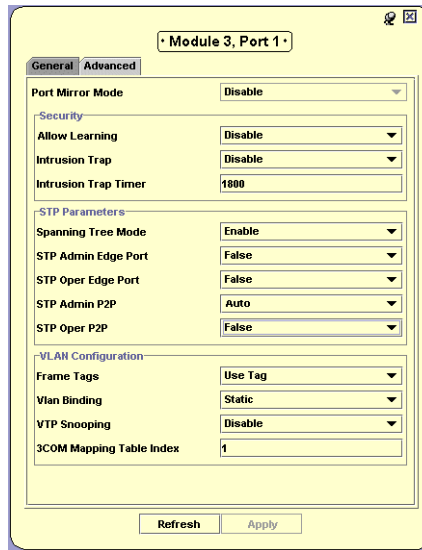 · Module 3, Port 1 ·
General Advanced
Port Mirror Mode Disable
Security
Allow Learning Disable
Intrusion Trap Disable
Intrusion Trap Timer 1800
STP Parameters
Spanning Tree Mode Enable
STP Admin Edge Port False
STP Oper Edge Port False
STP Admin P2P Auto
STP Oper P2P False
VLAN Configuration
Frame Tags Use Tag
Vlan Binding Static
VTP Snooping Disable
3COM Mapping Table Index 1
Refresh Apply